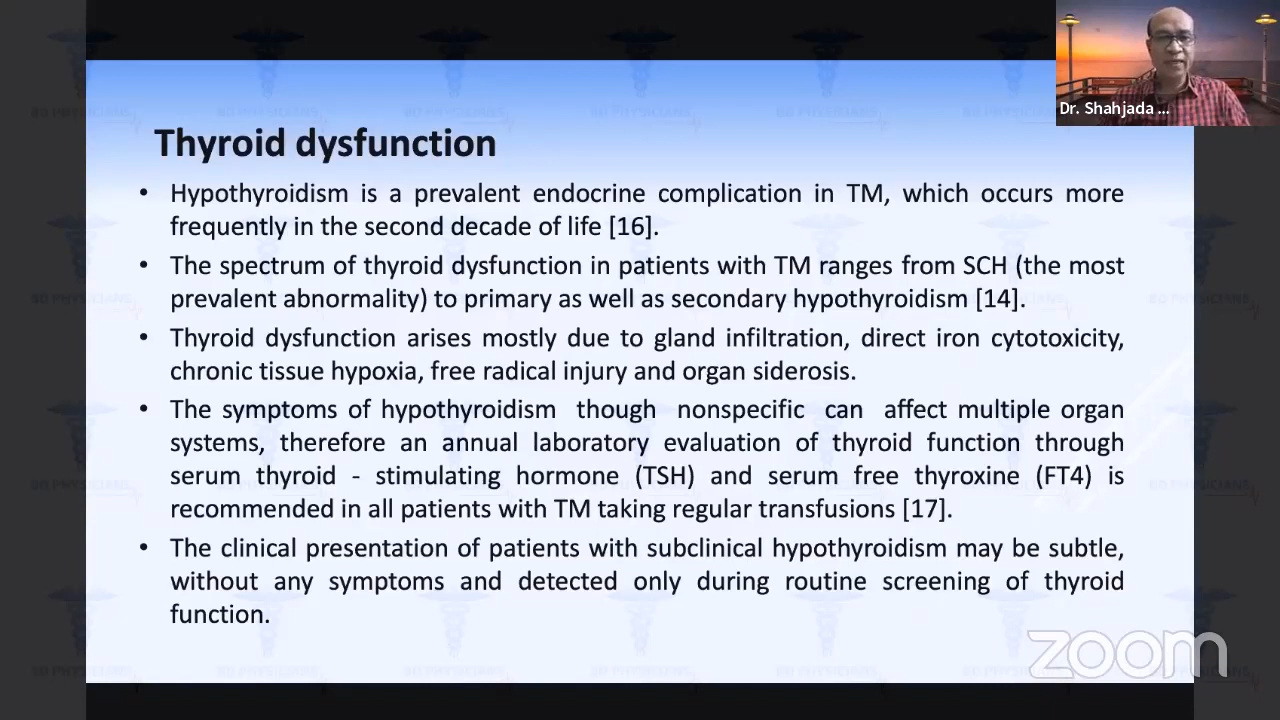 Dr. Shahjada ...
Thyroid dysfunction
• Hypothyroidism is a prevalent endocrine complication in TM, which occurs more
frequently in the second decade of life [16].
• The spectrum of thyroid dysfunction in patients with TM ranges from SCH (the most
prevalent abnormality) to primary as well as secondary hypothyroidism [14].
• Thyroid dysfunction arises mostly due to gland infiltration, direct iron cytotoxicity,
chronic tissue hypoxia, free radical injury and organ siderosis.
• The symptoms of hypothyroidism though nonspecific can affect multiple organ
systems, therefore an annual laboratory evaluation of thyroid function through
serum thyroid - stimulating hormone (TSH) and serum free thyroxine (FT4) is
recommended in all patients with TM taking regular transfusions [17].
• The clinical presentation of patients with subclinical hypothyroidism may be subtle,
without any symptoms and detected only during routine screening of thyroid
function.
zoom
BD PHYSICIANS